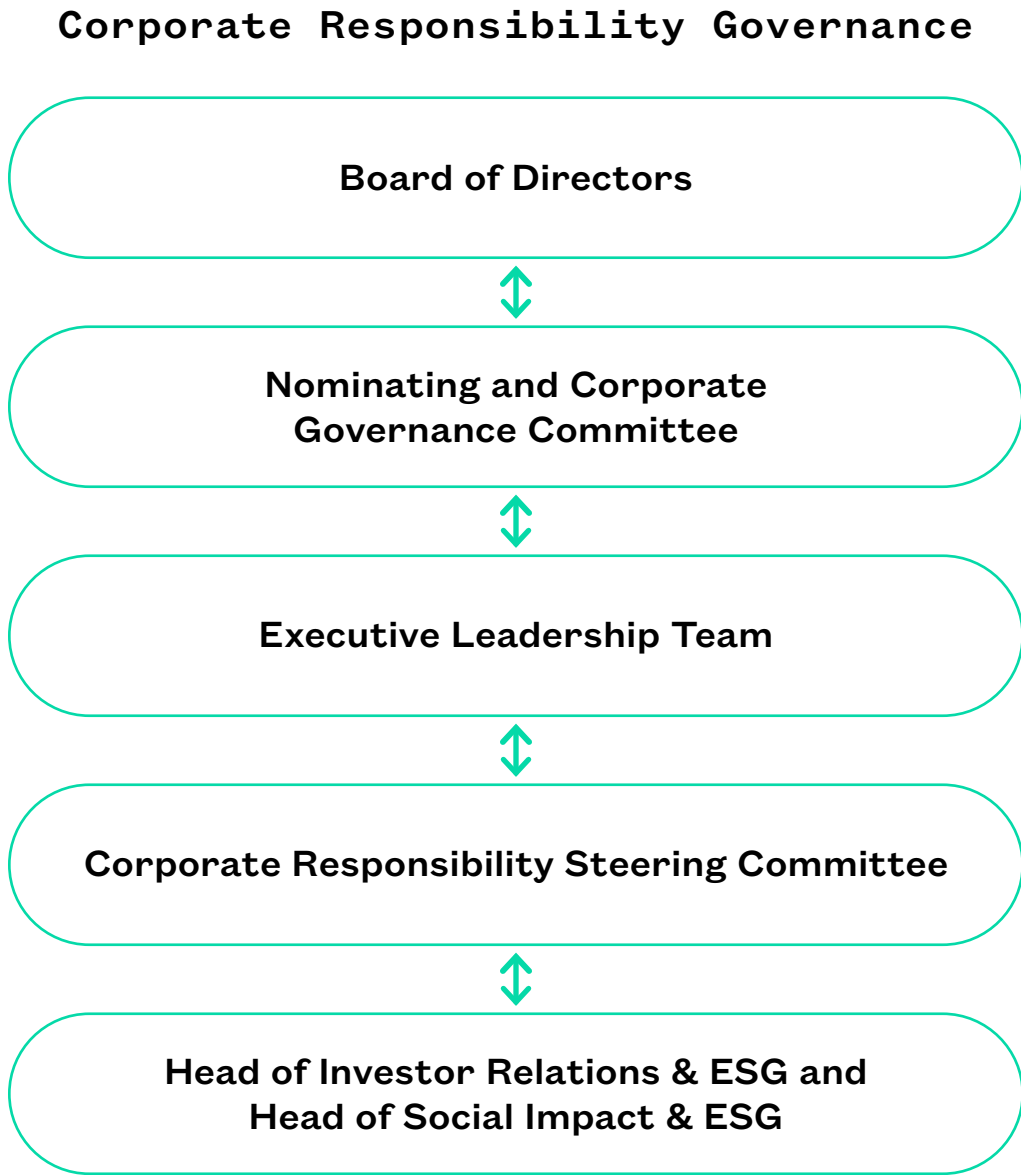 Corporate Responsibility Governance
Board of Directors
Nominating and Corporate
Governance Committee
Executive Leadership Team
Corporate Responsibility Steering Committee
Head of Investor Relations & ESG and
Head of Social Impact & ESG